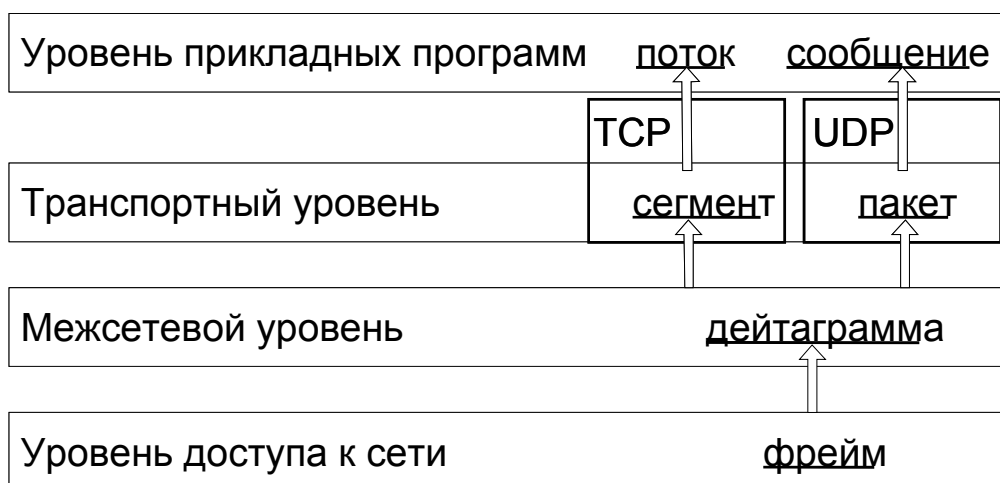 Уровень прикладных программ поток сообщение
TCP UDP
Транспортный уровень сегмент пакет
Межсетевой уровень дейтаграмма
Уровень доступа к сети фрейм